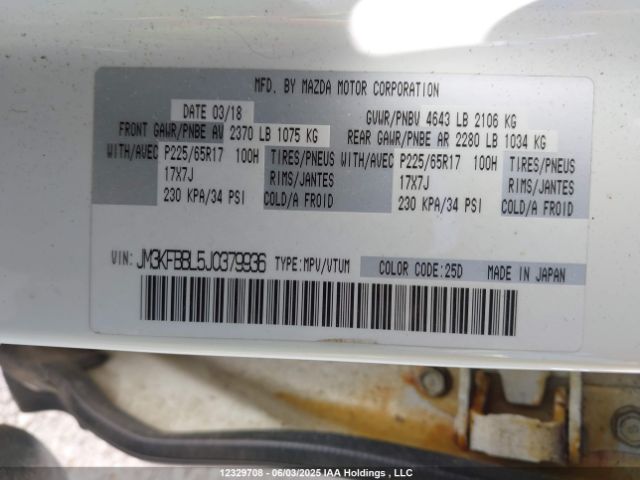 MFD. BY MAZDA MOTOR CORPORATION
DATE 03/18 GVWR/PNBV 4643 LB 2106 KG
FRONT GAWR/PNBE AV 2370 LB 1075 KG REAR GAWR/PNBE AR 2280 LB 1034 KG
WITH/AVEC P225/65R17 100H TIRES/PNEUS WITH/AVEC P225/65R17 100H TIRES/PNEUS
17X7J RIMS/JANTES 17X7J RIMS/JANTES
230 KPA/34 PSI COLD/A FROID 230 KPA/34 PSI COLD/A FROID
VIN: JM3KFBBL5J0379936 TYPE:MPV/VTUM COLOR CODE:25D MADE IN JAPAN
12329708 - 06/03/2025 IAA Holdings , LLC